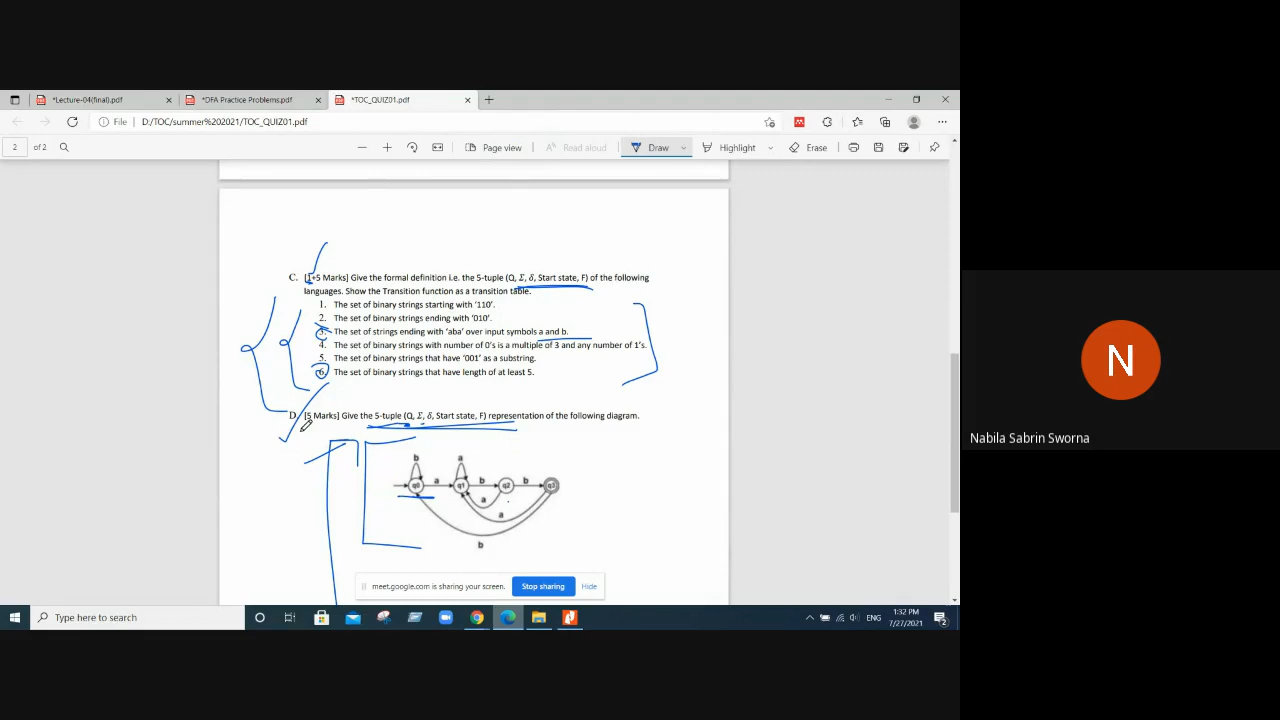 *Lecture-04(final).pdf
*DFA Practice Problems.pdf
*TOC_QUIZ01.pdf
File D:/TOC/summer%202021/TOC_QUIZ01.pdf
2 of 2
Page view
Read aloud
Draw
Highlight
Erase
C. [1+5 Marks] Give the formal definition i.e. the 5-tuple (Q, Σ, δ, Start state, F) of the following
languages. Show the Transition function as a transition table.
1. The set of binary strings starting with '110'.
2. The set of binary strings ending with '010'.
3. The set of strings ending with 'aba' over input symbols a and b.
4. The set of binary strings with number of 0's is a multiple of 3 and any number of 1's.
5. The set of binary strings that have '001' as a substring.
6. The set of binary strings that have length of at least 5.
D. [5 Marks] Give the 5-tuple (Q, Σ, δ, Start state, F) representation of the following diagram.
b a
q0 a q1 b q2 b q3
a
a
b
meet.google.com is sharing your screen.
Stop sharing
Hide
N
Nabila Sabrin Sworna
Type here to search
ENG
1:32 PM
7/27/2021
2